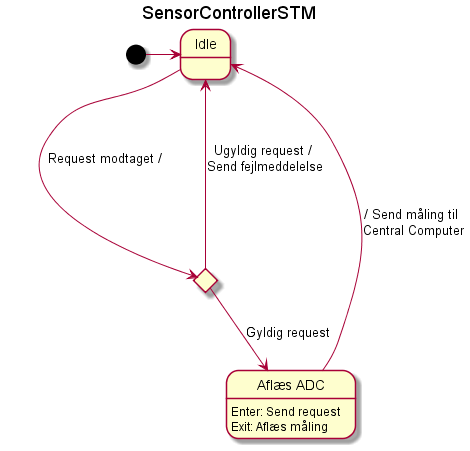 SensorControllerSTM
Idle
Request modtaget /
Ugyldig request /
Send fejlmeddelelse
/ Send måling til
Central Computer
Gyldig request
Aflæs ADC
Enter: Send request
Exit: Aflæs måling